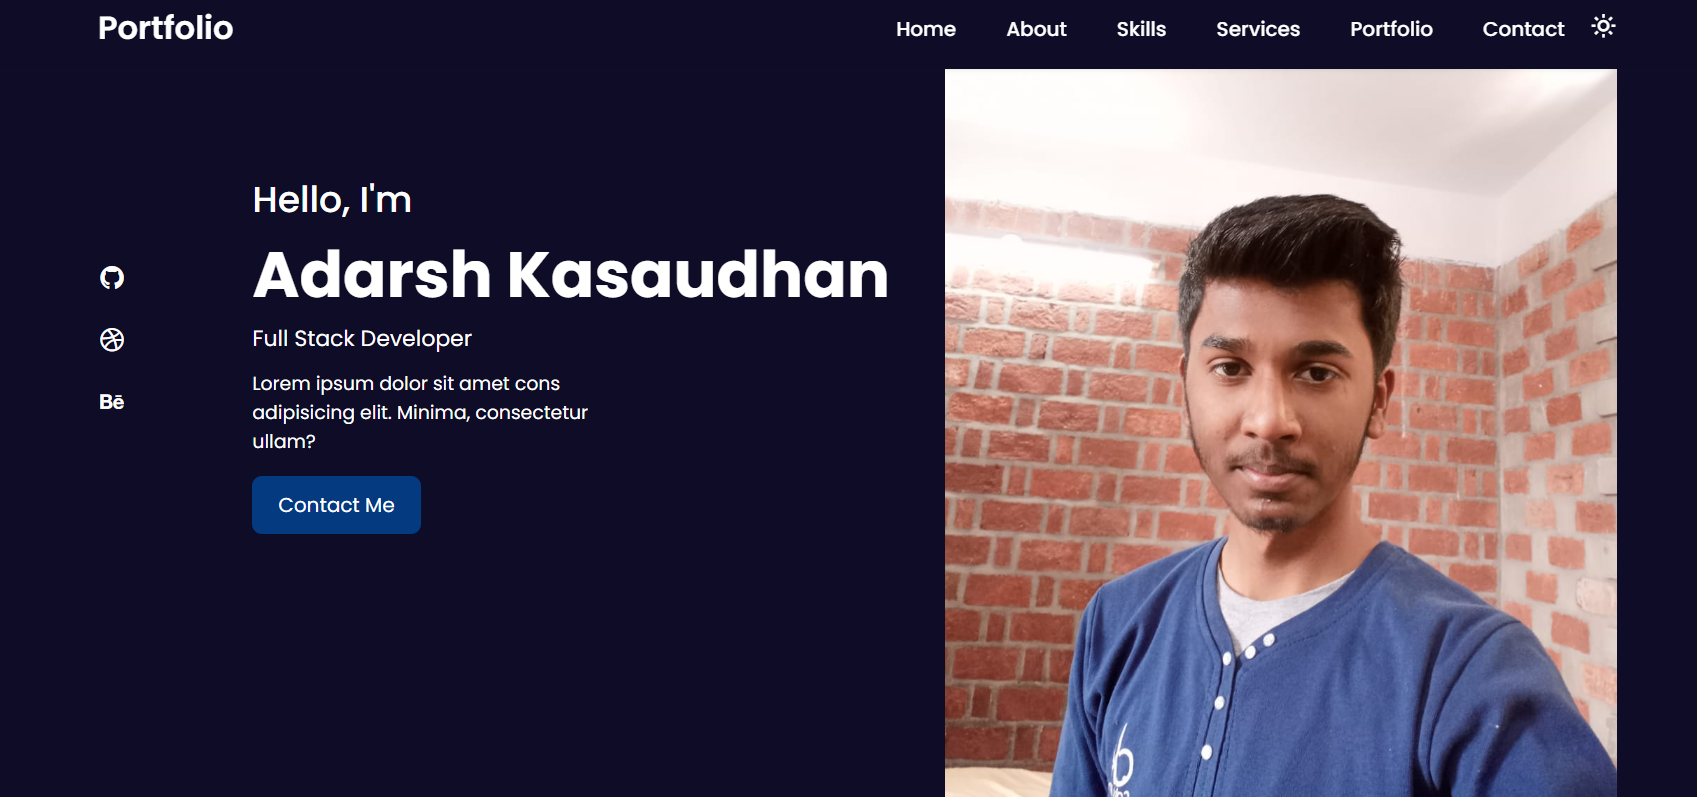 Portfolio
Home About Skills Services Portfolio Contact
Hello, I'm
Adarsh Kasaudhan
Full Stack Developer
Lorem ipsum dolor sit amet cons
adipisicing elit. Minima, consectetur
ullam?
Contact Me
Bē